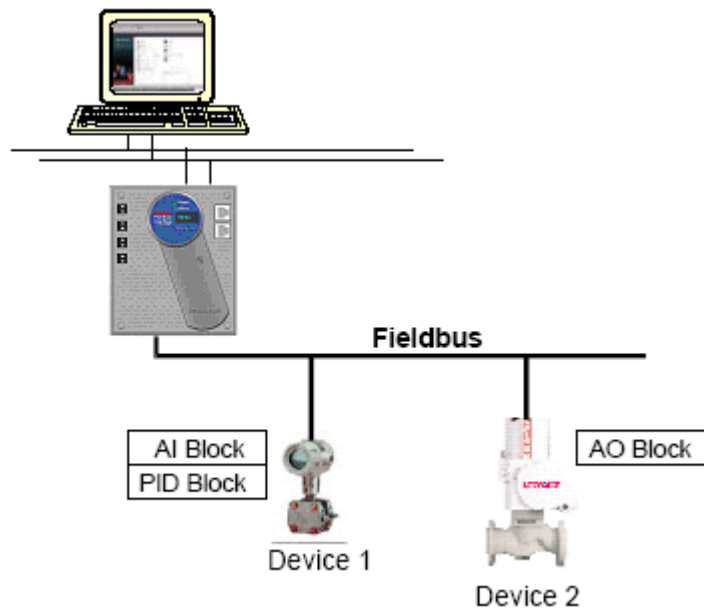 Fieldbus
AI Block
PID Block
AO Block
Device 1
Device 2